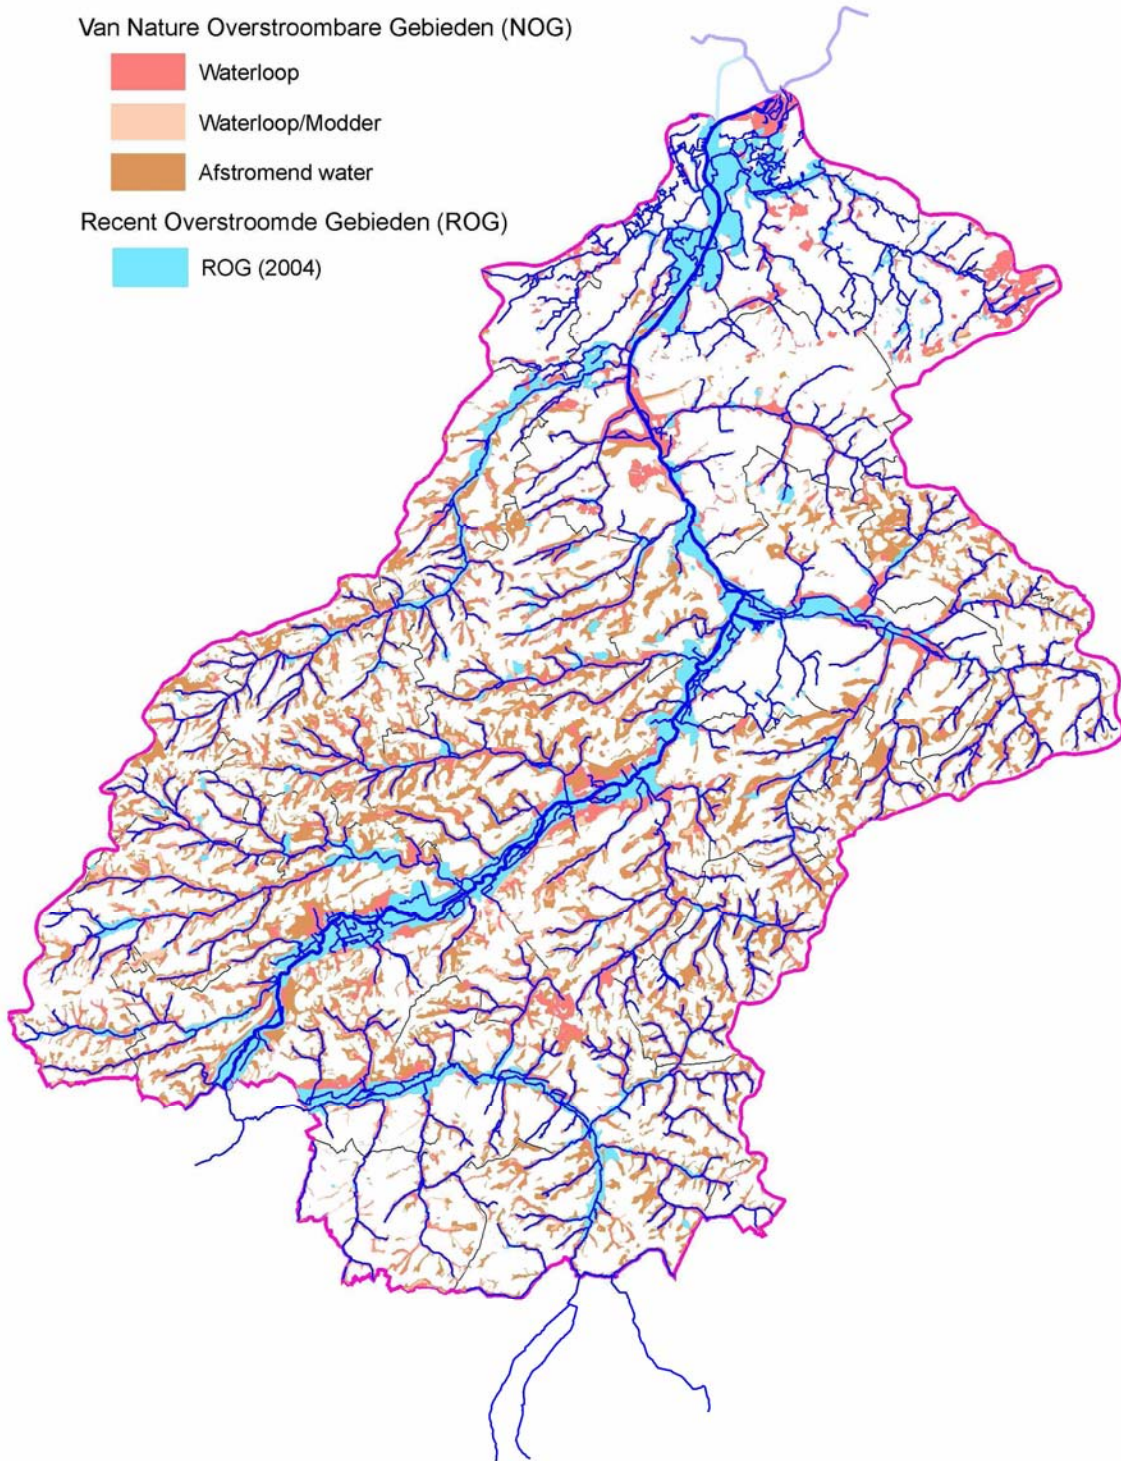 Van Nature Overstroombare Gebieden (NOG)
Waterloop
Waterloop/Modder
Afstromend water
Recent Overstroomde Gebieden (ROG)
ROG (2004)